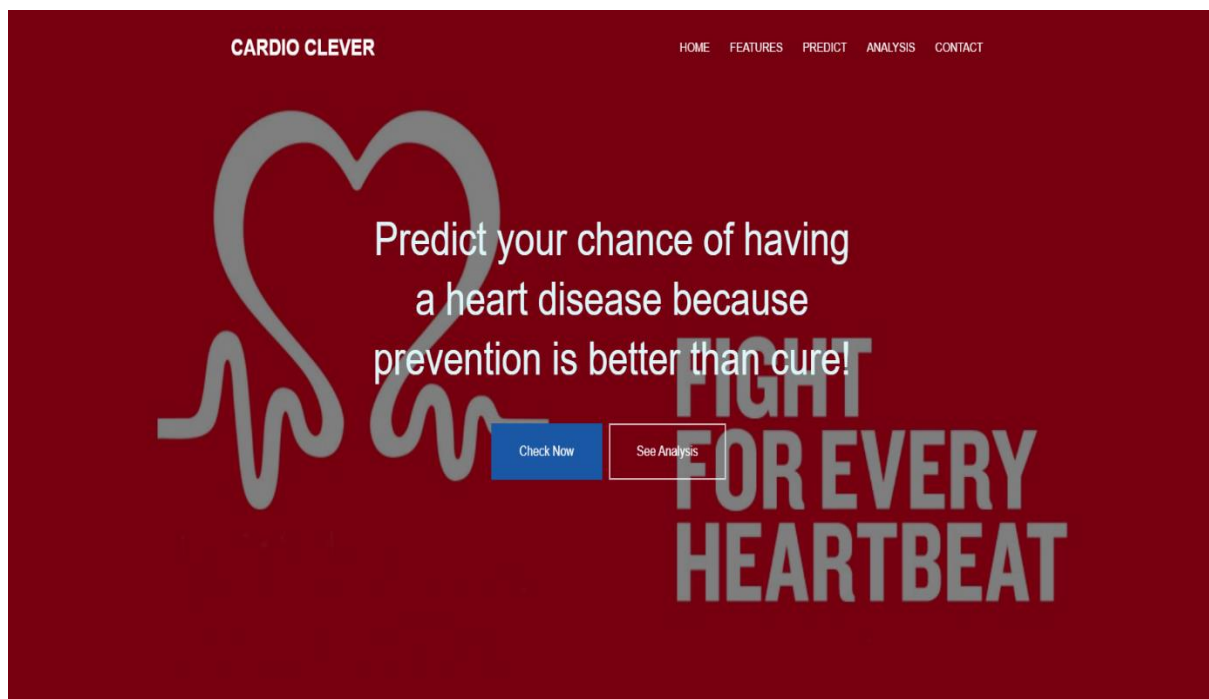 CARDIO CLEVER
HOME FEATURES PREDICT ANALYSIS CONTACT
Predict your chance of having
a heart disease because
prevention is better than cure!
Check Now
See Analysis
FIGHT
FOR EVERY
HEARTBEAT